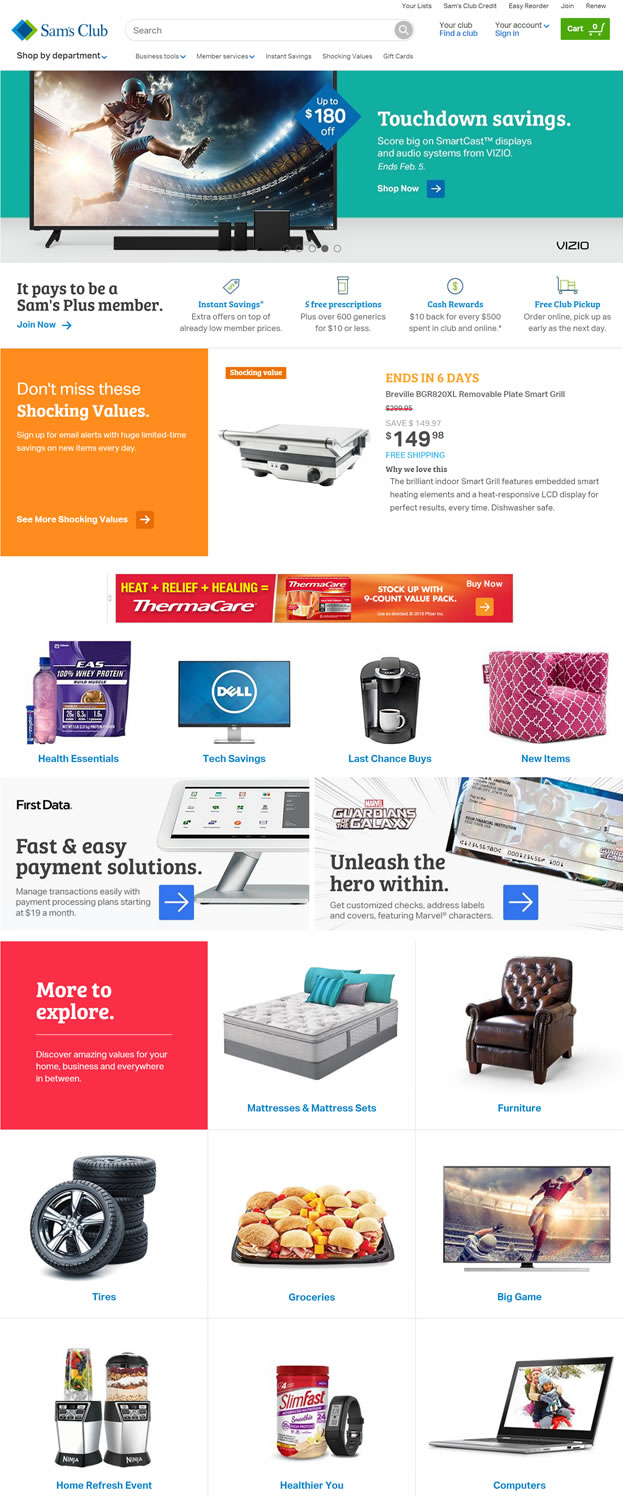 Your Lists Sam's Club Credit Easy Reorder Join Renew
Sam's Club
Search
Your club
Find a club
Your account
Sign in
Cart 0
Shop by department
Business tools Member services Instant Savings Shocking Values Gift Cards
Up to
$180
off
Touchdown savings.
Score big on SmartCast™ displays
and audio systems from VIZIO.
Ends Feb. 5.
Shop Now
VIZIO
It pays to be a
Sam's Plus member.
Join Now
Instant Savings*
Extra offers on top of
already low member prices.
5 free prescriptions
Plus over 600 generics
for $10 or less.
Cash Rewards
$10 back for every $500
spent in club and online.*
Free Club Pickup
Order online, pick up as
early as the next day.
Don't miss these
Shocking Values.
Sign up for email alerts with huge limited-time
savings on new items every day.
See More Shocking Values
Shocking value
ENDS IN 6 DAYS
Breville BGR820XL Removable Plate Smart Grill
$299.95
SAVE $ 149.97
$149 98
FREE SHIPPING
Why we love this
The brilliant indoor Smart Grill features embedded smart
heating elements and a heat-responsive LCD display for
perfect results, every time. Dishwasher safe.
HEAT + RELIEF + HEALING =
ThermaCare
ThermaCare
STOCK UP WITH
9-COUNT VALUE PACK.
Use as directed. © 2016 Pfizer Inc.
Buy Now
EAS
100% WHEY PROTEIN
BUILD MUSCLE
DELL
Health Essentials
Tech Savings
Last Chance Buys
New Items
First Data.
Fast & easy
payment solutions.
Manage transactions easily with
payment processing plans starting
at $19 a month.
MARVEL
GUARDIANS
OF THE
GALAXY
Unleash the
hero within.
Get customized checks, address labels
and covers, featuring Marvel® characters.
More to
explore.
Discover amazing values for your
home, business and everywhere
in between.
Mattresses & Mattress Sets
Furniture
Tires
Groceries
Big Game
NINJA
NINJA
SlimFast
Smoothie
Home Refresh Event
Healthier You
Computers